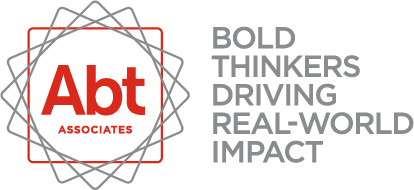 Abt
ASSOCIATES
BOLD
THINKERS
DRIVING
REAL-WORLD
IMPACT